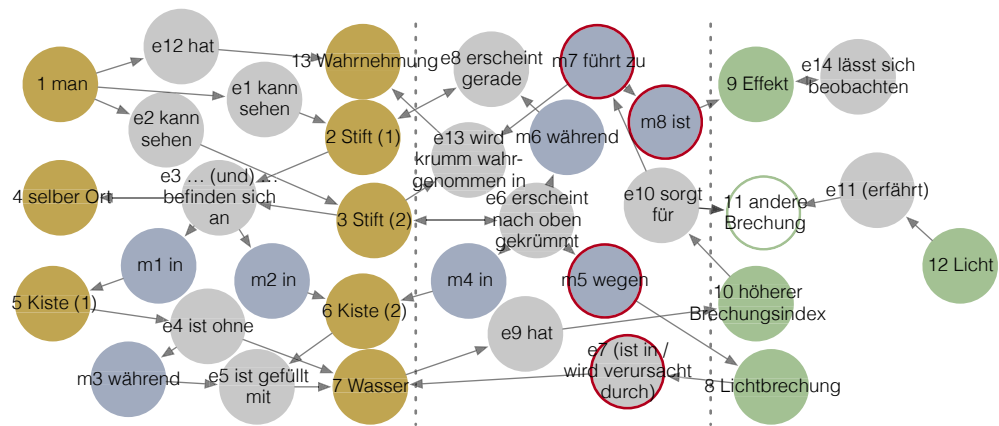 1 man
e12 hat
13 Wahrnehmung
e1 kann
sehen
e2 kann
sehen
2 Stift (1)
4 selber Ort
e3 … (und) …
befinden sich
an
3 Stift (2)
m1 in
m2 in
5 Kiste (1)
6 Kiste (2)
e4 ist ohne
m3 während
e5 ist gefüllt
mit
7 Wasser
e8 erscheint
gerade
m7 führt zu
m6 während
m8 ist
e13 wird
krumm wahr-
genommen in
e6 erscheint
nach oben
gekrümmt
e10 sorgt
für
m4 in
m5 wegen
e9 hat
e7 (ist in /
wird verursacht
durch)
9 Effekt
e14 lässt sich
beobachten
11 andere
Brechung
e11 (erfährt)
12 Licht
10 höherer
Brechungsindex
8 Lichtbrechung